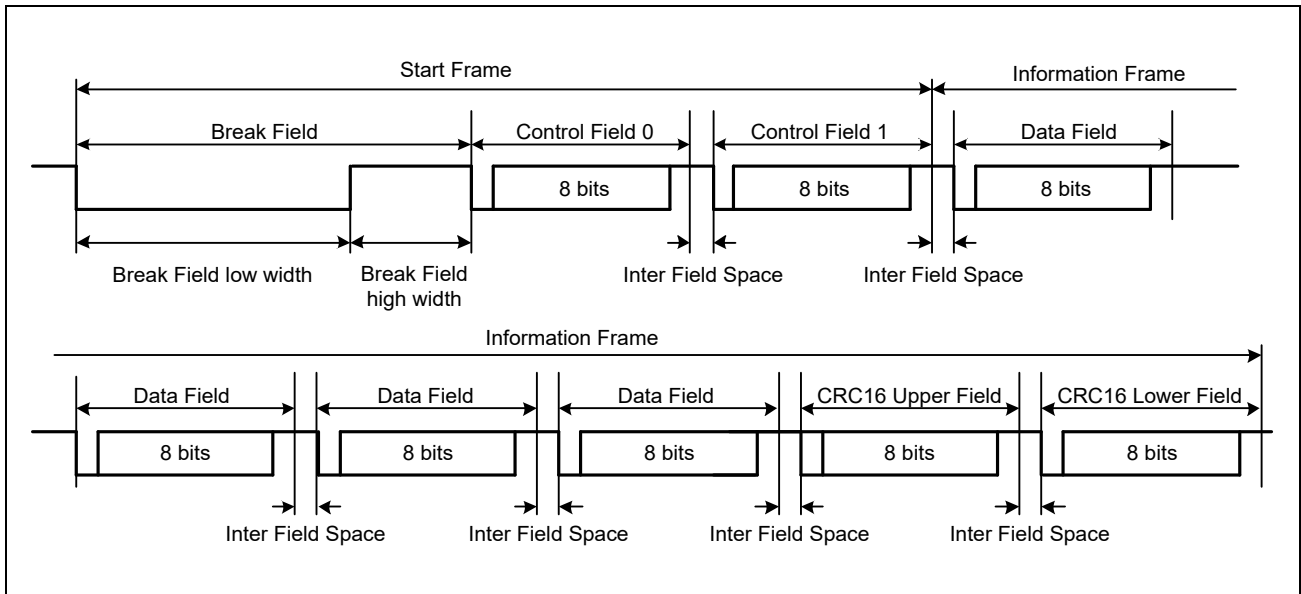 Start Frame
Information Frame
Break Field
Control Field 0
Control Field 1
Data Field
8 bits
8 bits
8 bits
Break Field low width
Break Field
high width
Inter Field Space
Inter Field Space
Information Frame
Data Field
Data Field
Data Field
CRC16 Upper Field
CRC16 Lower Field
8 bits
8 bits
8 bits
8 bits
8 bits
Inter Field Space
Inter Field Space
Inter Field Space
Inter Field Space